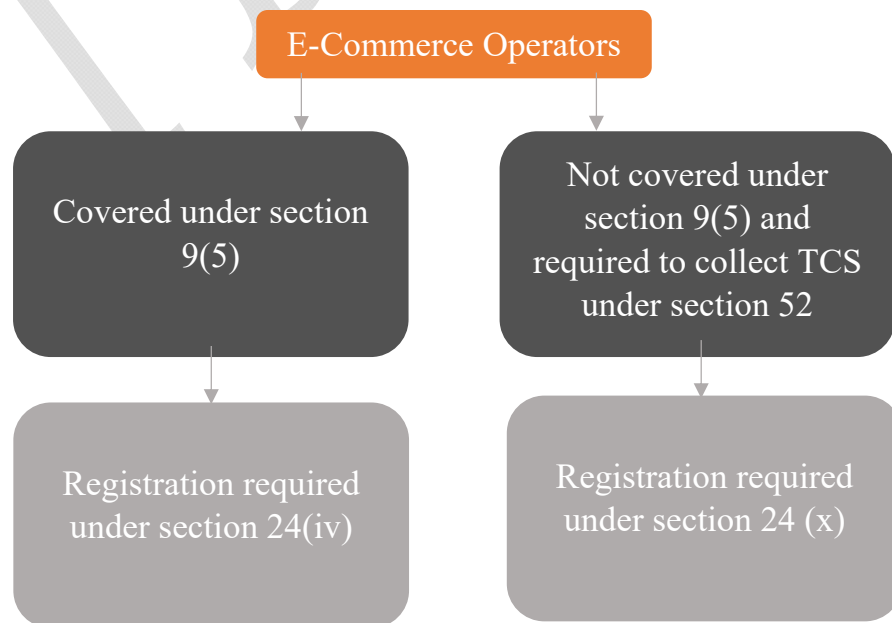 E-Commerce Operators
Covered under section
9(5)
Not covered under
section 9(5) and
required to collect TCS
under section 52
Registration required
under section 24(iv)
Registration required
under section 24 (x)